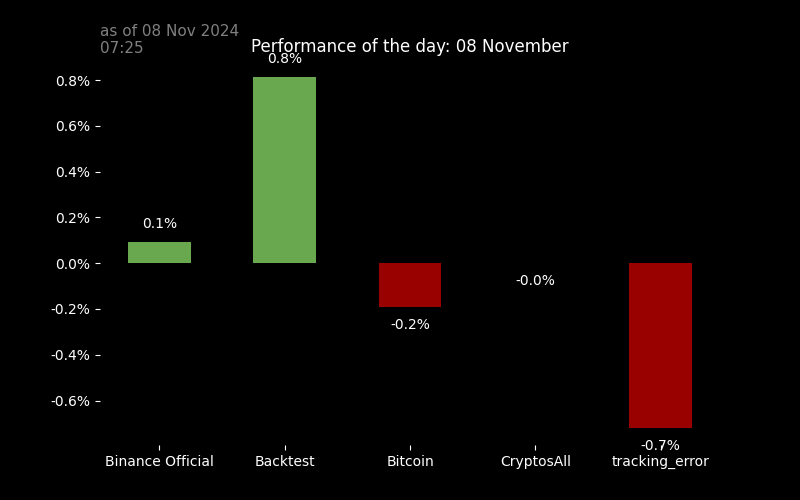 as of 08 Nov 2024
07:25
Performance of the day: 08 November
0.8%
0.8%
0.6%
0.4%
0.2%
0.1%
0.0%
-0.0%
-0.2%
-0.2%
-0.4%
-0.6%
-0.7%
Binance Official
Backtest
Bitcoin
CryptosAll
tracking_error